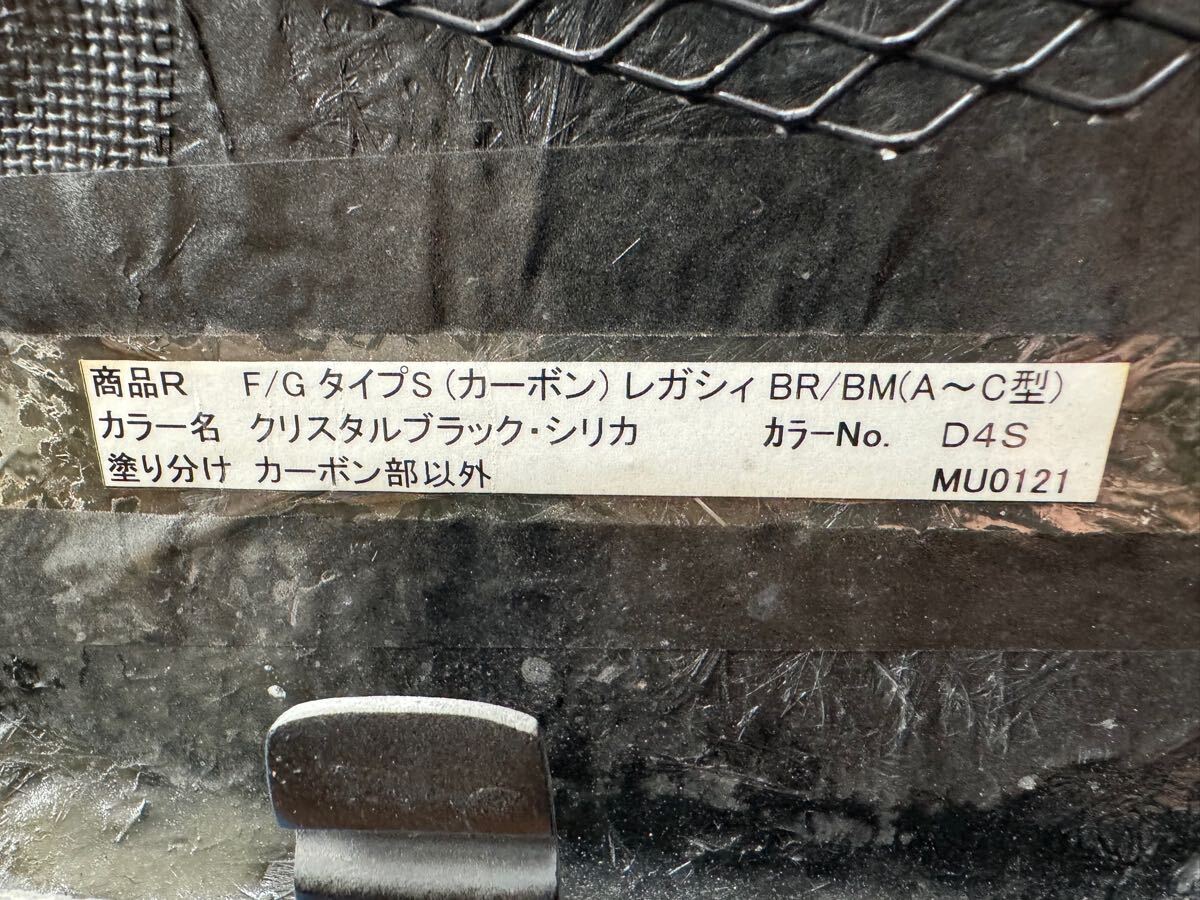 商品R F/G タイプS (カーボン) レガシィ BR/BM(A～C型)
カラー名 クリスタルブラック・シリカ カラーNo. D4S
塗り分け カーボン部以外 MU0121